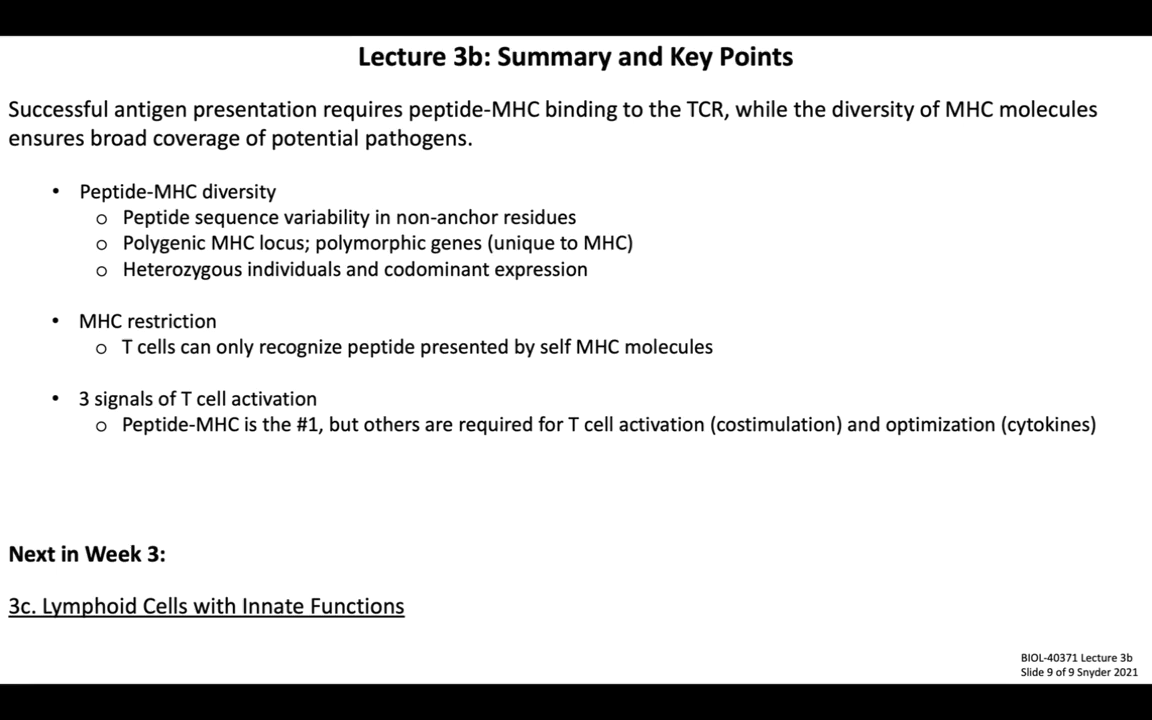 Lecture 3b: Summary and Key Points
Successful antigen presentation requires peptide-MHC binding to the TCR, while the diversity of MHC molecules
ensures broad coverage of potential pathogens.
• Peptide-MHC diversity
o Peptide sequence variability in non-anchor residues
o Polygenic MHC locus; polymorphic genes (unique to MHC)
o Heterozygous individuals and codominant expression
• MHC restriction
o T cells can only recognize peptide presented by self MHC molecules
• 3 signals of T cell activation
o Peptide-MHC is the #1, but others are required for T cell activation (costimulation) and optimization (cytokines)
Next in Week 3:
3c. Lymphoid Cells with Innate Functions
BIOL-40371 Lecture 3b
Slide 9 of 9 Snyder 2021